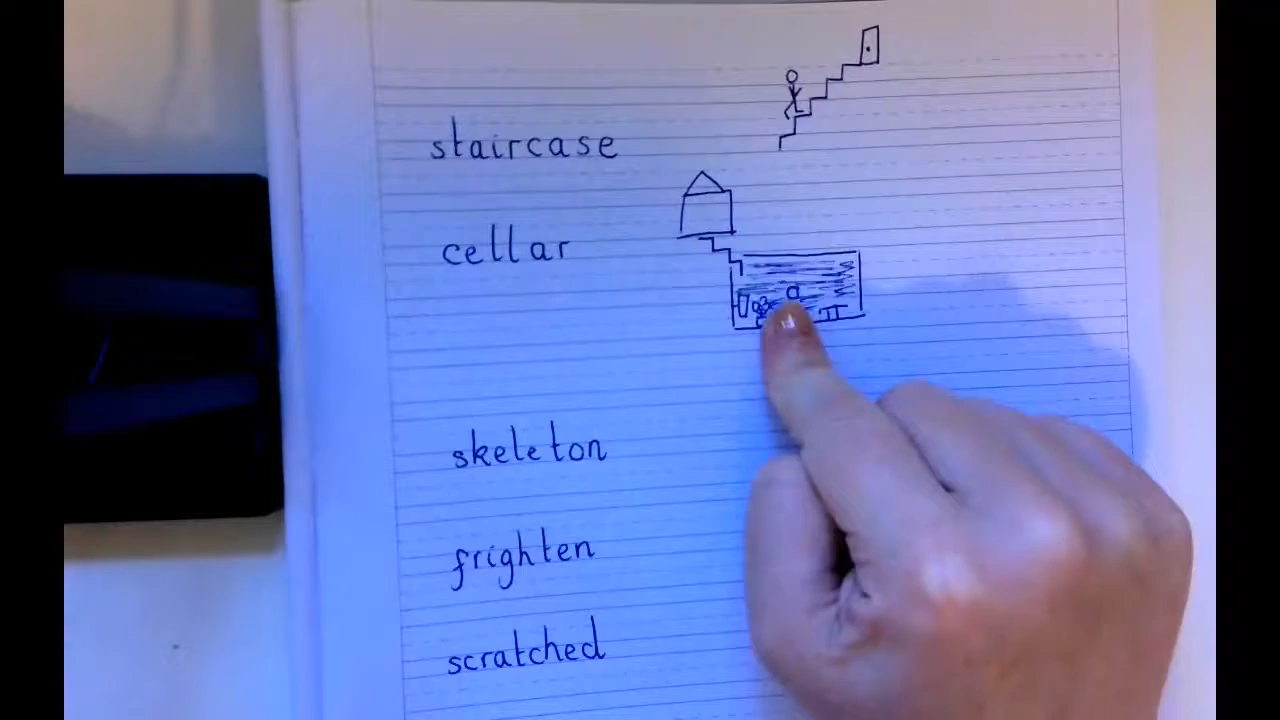 staircase
cellar
skeleton
frighten
scratched